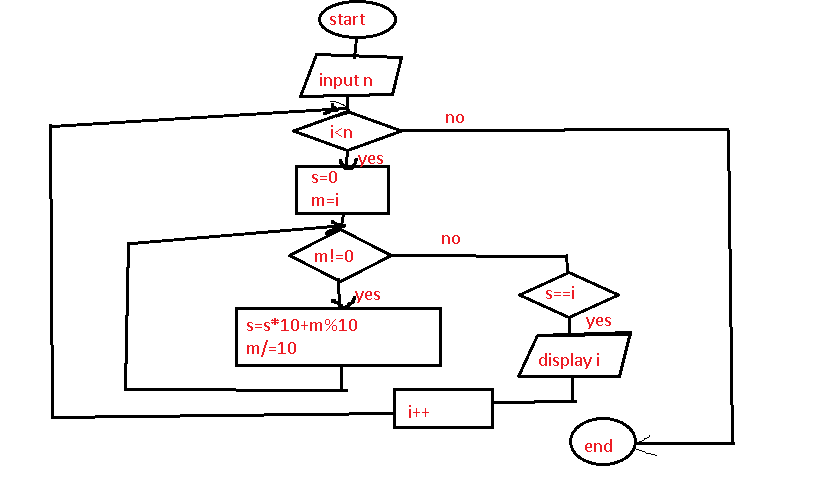 start
input n
i<n
no
yes
s=0
m=i
m!=0
no
yes
s=s*10+m%10
m/=10
s==i
yes
display i
i++
end